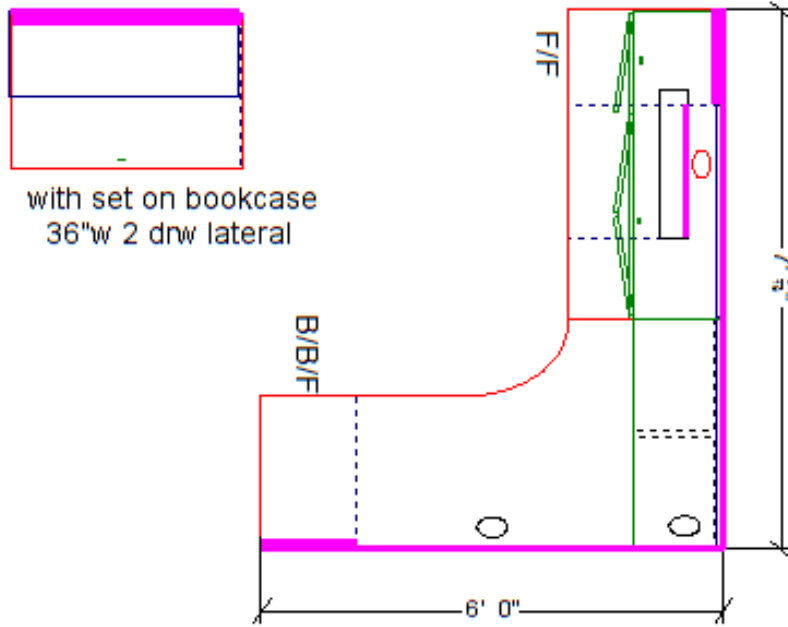 F/F
with set on bookcase
36"w 2 drw lateral
B/B/F
6' 0"